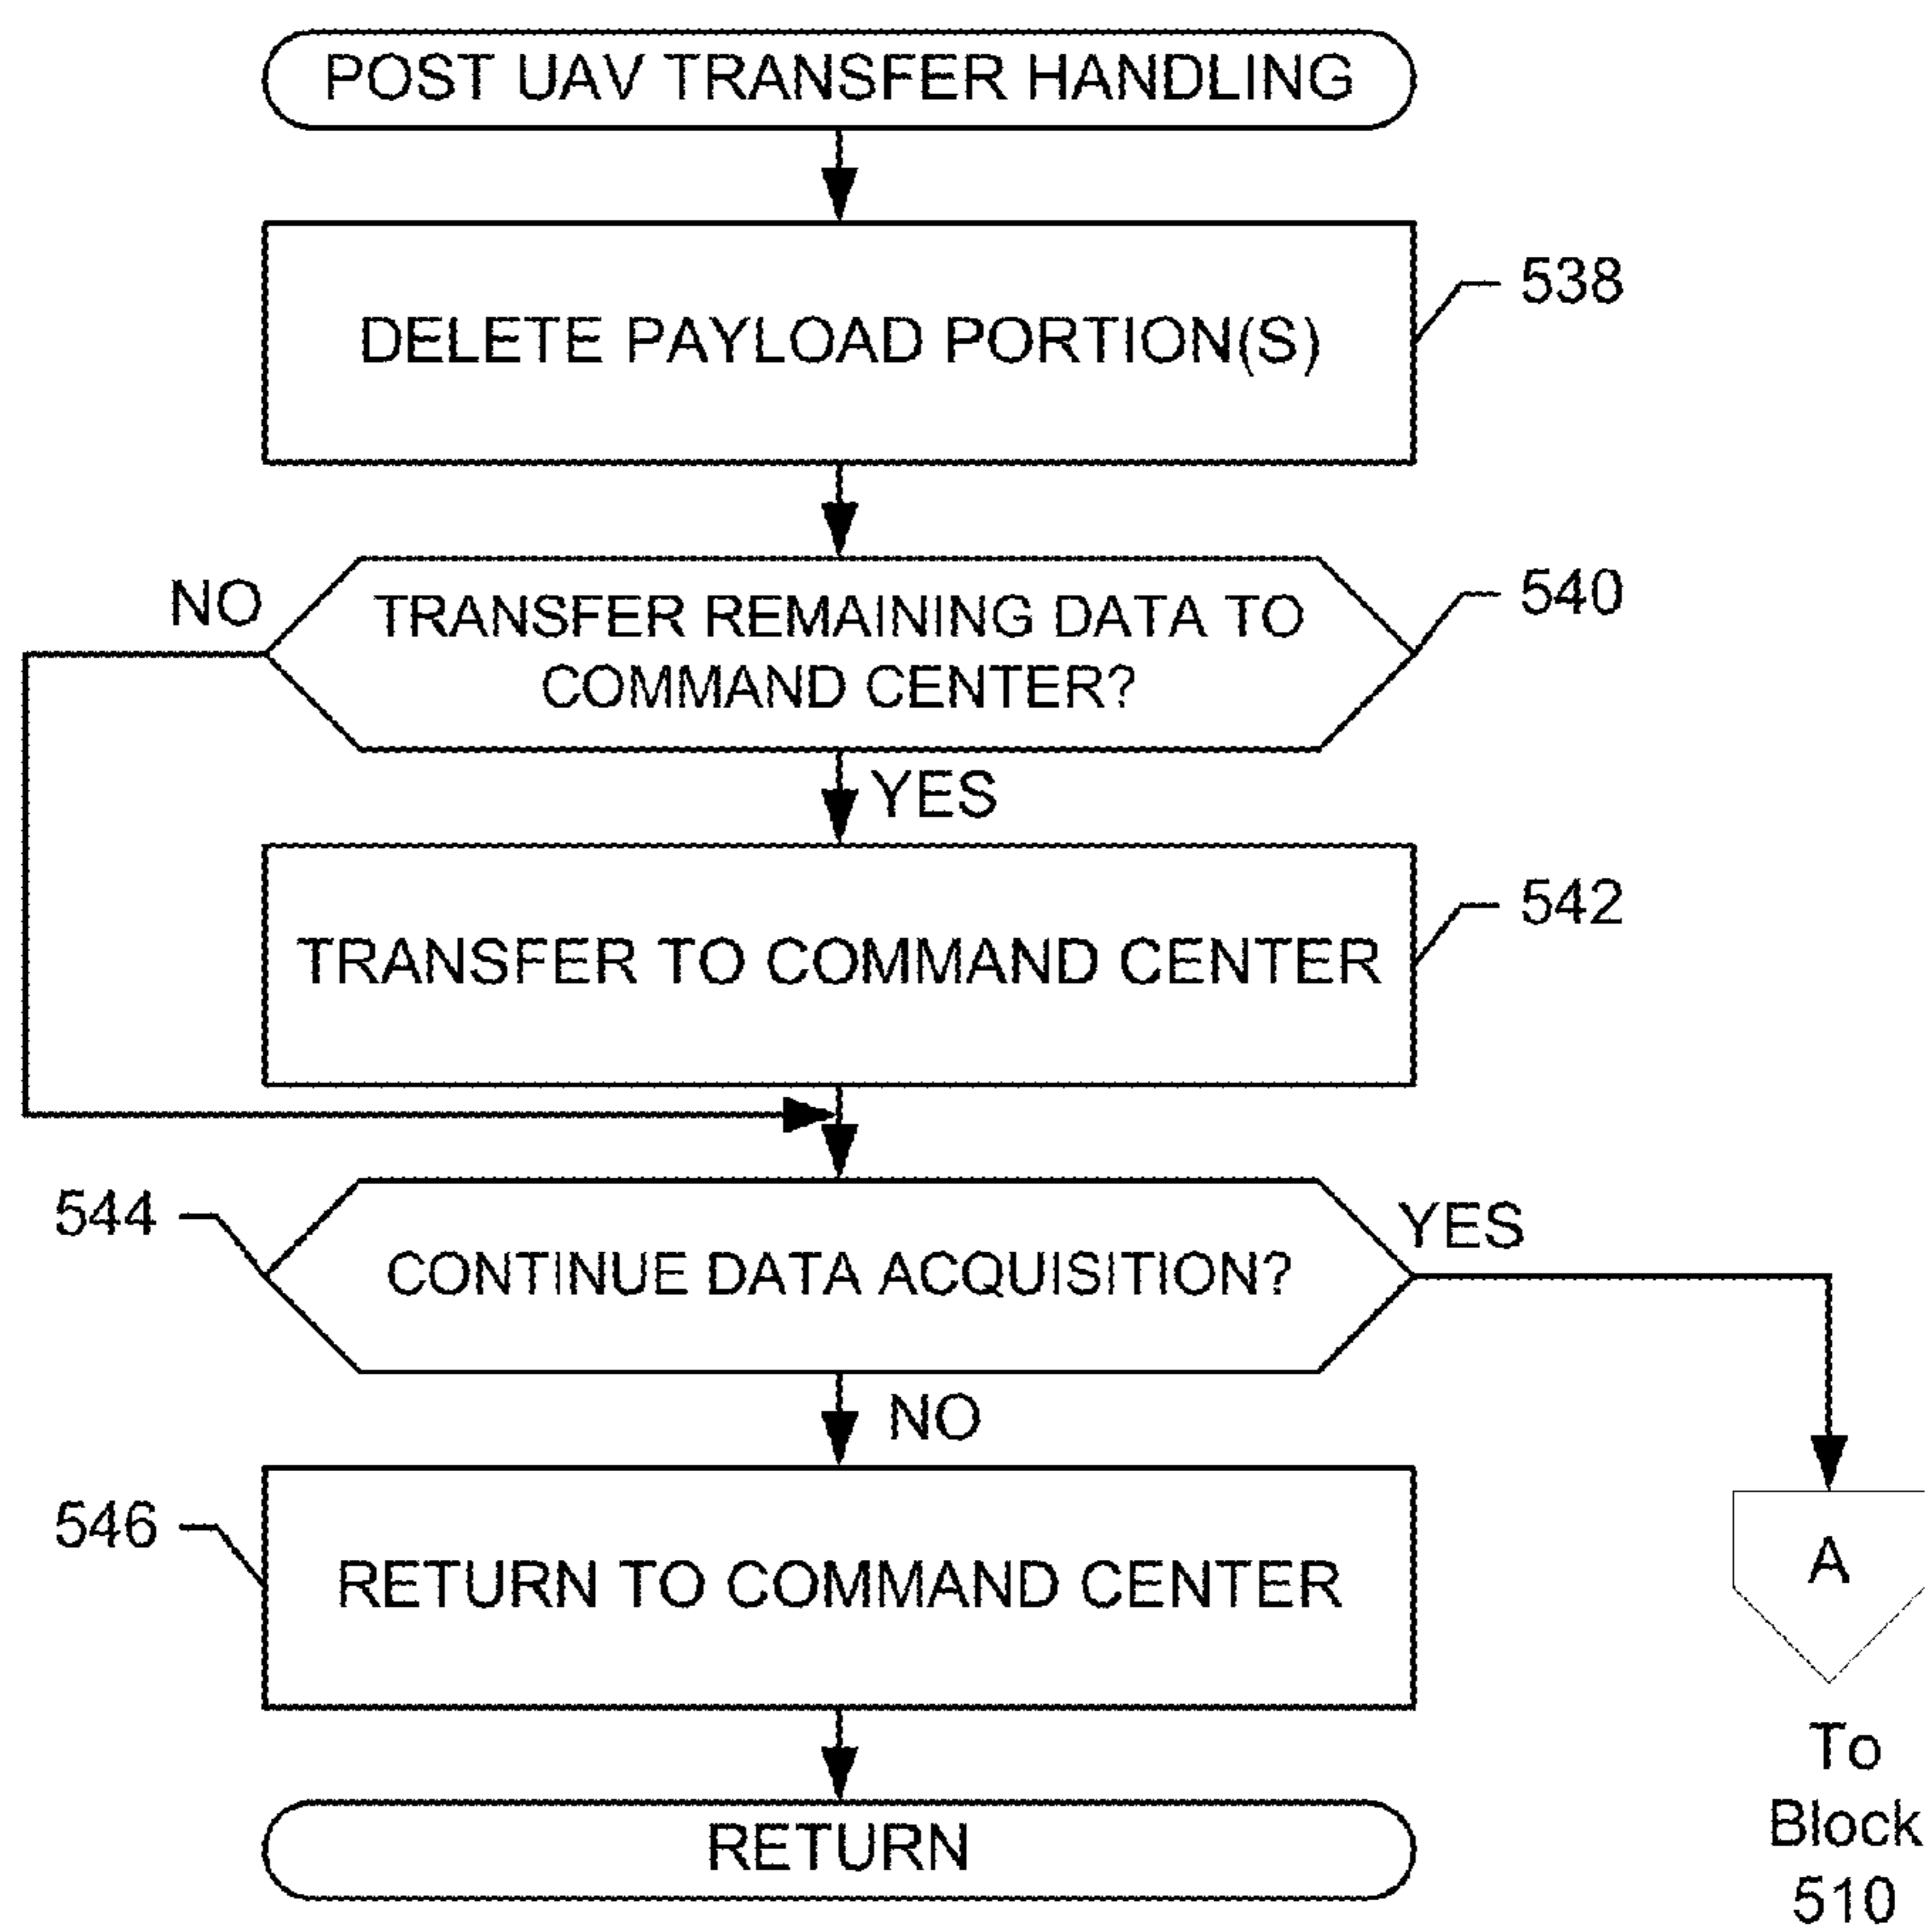 POST UAV TRANSFER HANDLING
DELETE PAYLOAD PORTION(S)
538
NO
TRANSFER REMAINING DATA TO
COMMAND CENTER?
540
YES
TRANSFER TO COMMAND CENTER
542
544
CONTINUE DATA ACQUISITION?
YES
NO
546
RETURN TO COMMAND CENTER
A
To
Block
510
RETURN